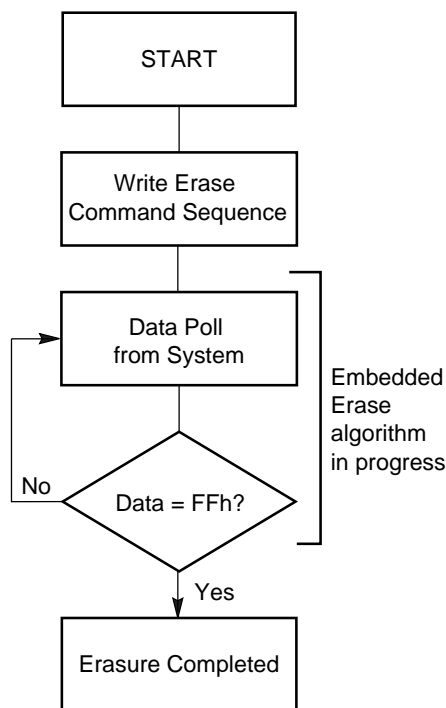 START
Write Erase
Command Sequence
Data Poll
from System
Embedded
Erase
algorithm
in progress
No
Data = FFh?
Yes
Erasure Completed